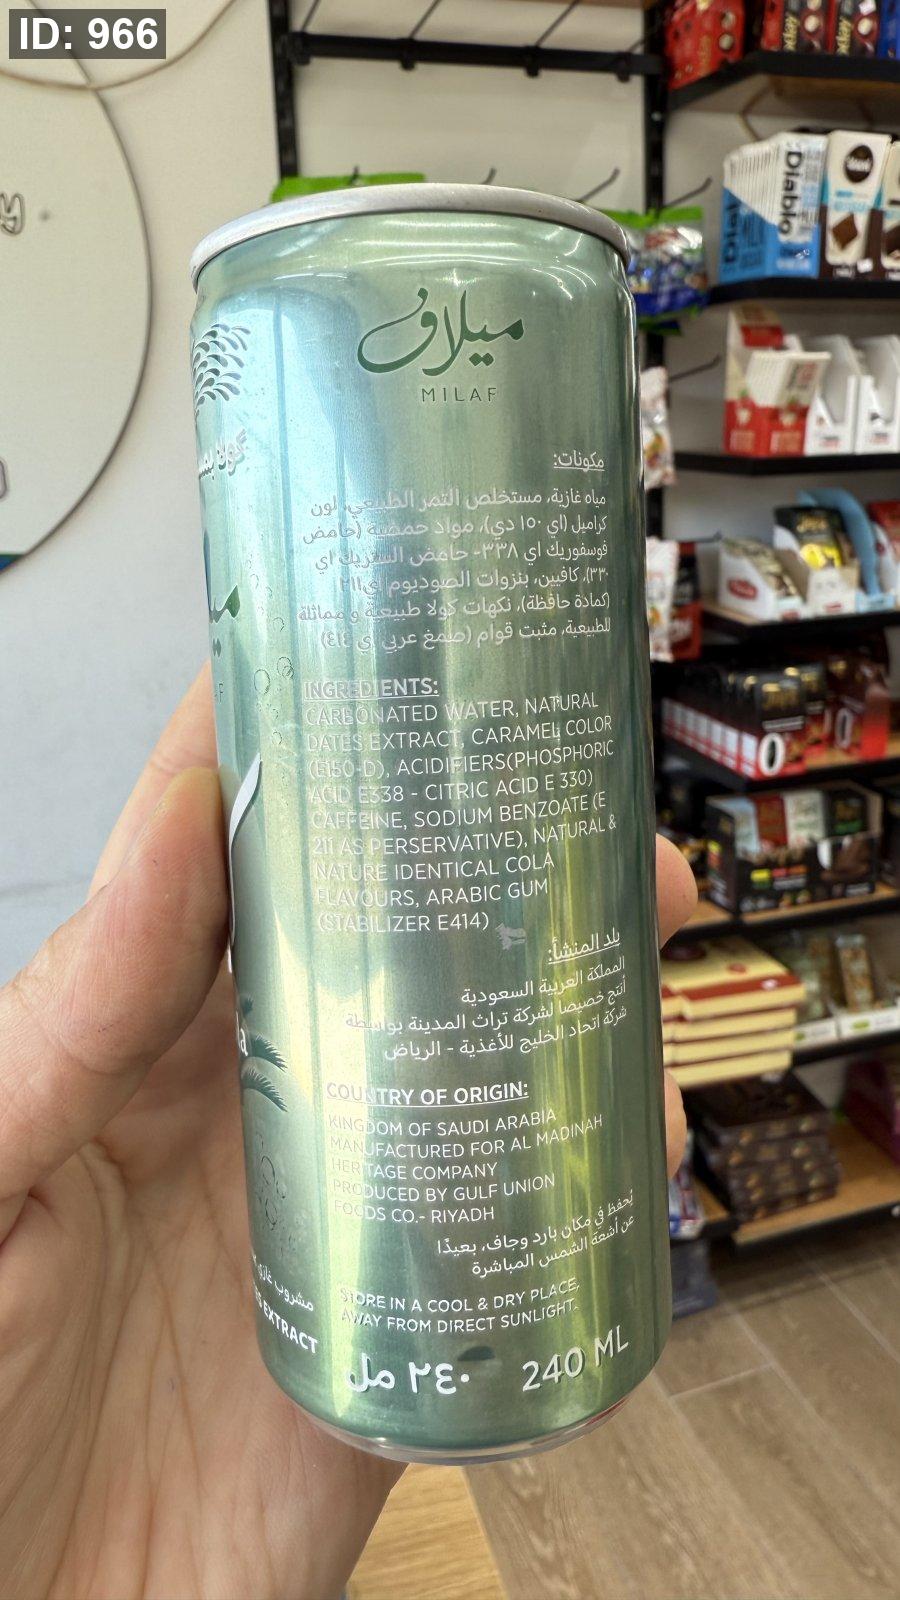 ID: 966
ميلاف
MILAF
مكونات:
مياه غازية، مستخلص التمر الطبيعي، لون
كراميل (اي ١٥٠ دي)، مواد حمضية (حامض
فوسفوريك اي ٣٣٨- حامض الستريك اي
٣٣٠)، كافيين، بنزوات الصوديوم اي٢١١
(كمادة حافظة)، نكهات كولا طبيعية و مماثلة
للطبيعية، مثبت قوام (صمغ عربي اي ٤١٤)
INGREDIENTS:
CARBONATED WATER, NATURAL
DATES EXTRACT, CARAMEL COLOR
(E150-D), ACIDIFIERS(PHOSPHORIC
ACID E338 - CITRIC ACID E 330)
CAFFEINE, SODIUM BENZOATE (E
211 AS PERSERVATIVE), NATURAL &
NATURE IDENTICAL COLA
FLAVOURS, ARABIC GUM
(STABILIZER E414)
بلد المنشأ:
المملكة العربية السعودية
أنتج خصيصا لشركة تراث المدينة بواسطة
شركة اتحاد الخليج للأغذية - الرياض
COUNTRY OF ORIGIN:
KINGDOM OF SAUDI ARABIA
MANUFACTURED FOR AL MADINAH
HERITAGE COMPANY
PRODUCED BY GULF UNION
FOODS CO.- RIYADH
يُحفظ في مكان بارد وجاف، بعيدًا
عن أشعة الشمس المباشرة
STORE IN A COOL & DRY PLACE,
AWAY FROM DIRECT SUNLIGHT.
٢٤٠ مل 240 ML
كولا
مشروب غازي
EXTRACT
Diablo